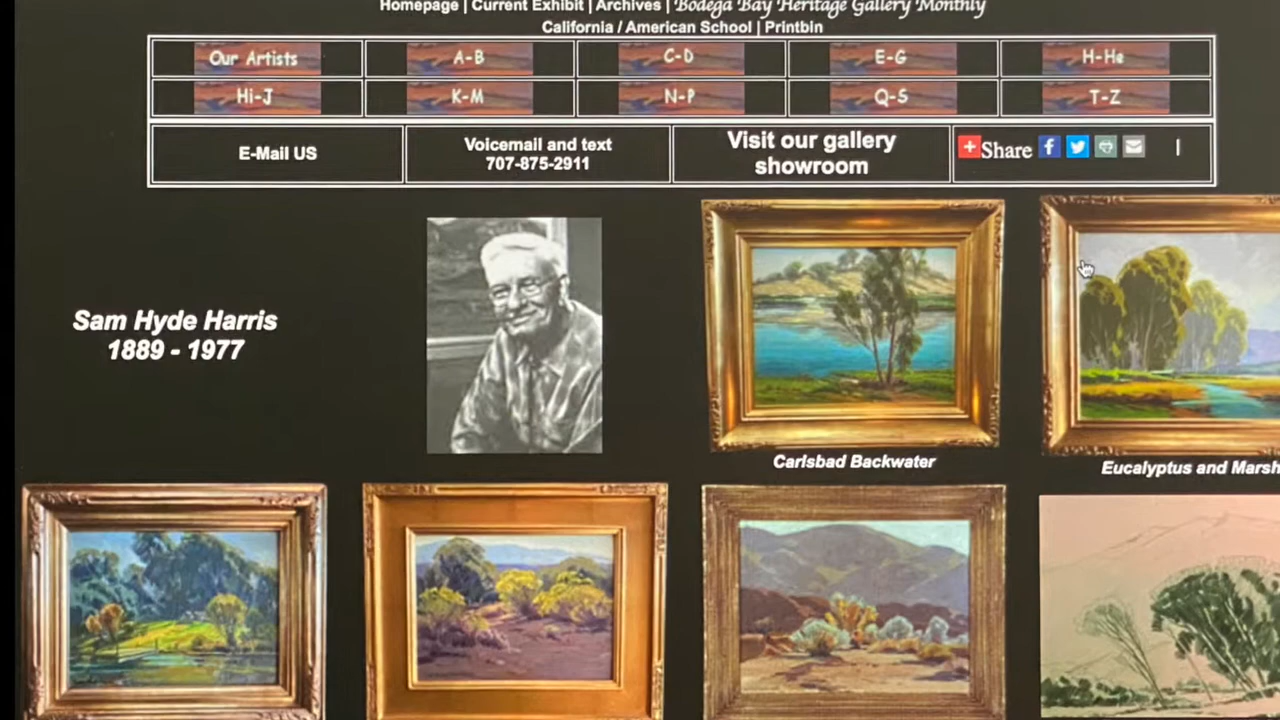 Homepage | Current Exhibit | Archives | Bodega Bay Heritage Gallery Monthly
California / American School | Printbin
Our Artists
A-B
C-D
E-G
H-He
Hi-J
K-M
N-P
Q-S
T-Z
E-Mail US
Voicemail and text
707-875-2911
Visit our gallery
showroom
Share
Sam Hyde Harris
1889 - 1977
Carlsbad Backwater
Eucalyptus and Marsh